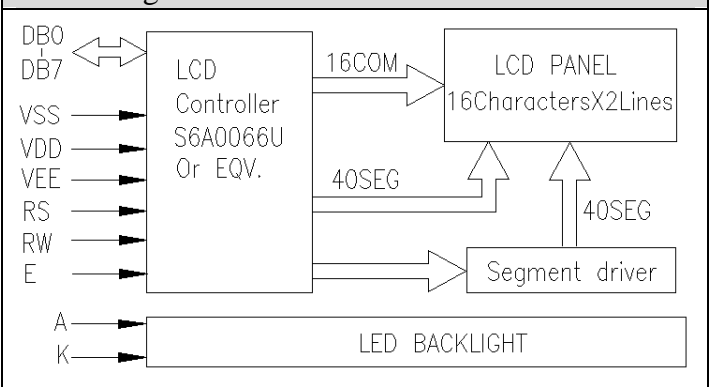 DB0
DB7
VSS
VDD
VEE
RS
RW
E
LCD
Controller
S6A0066U
Or EQV.
16COM
40SEG
LCD PANEL
16CharactersX2Lines
40SEG
Segment driver
A
K
LED BACKLIGHT